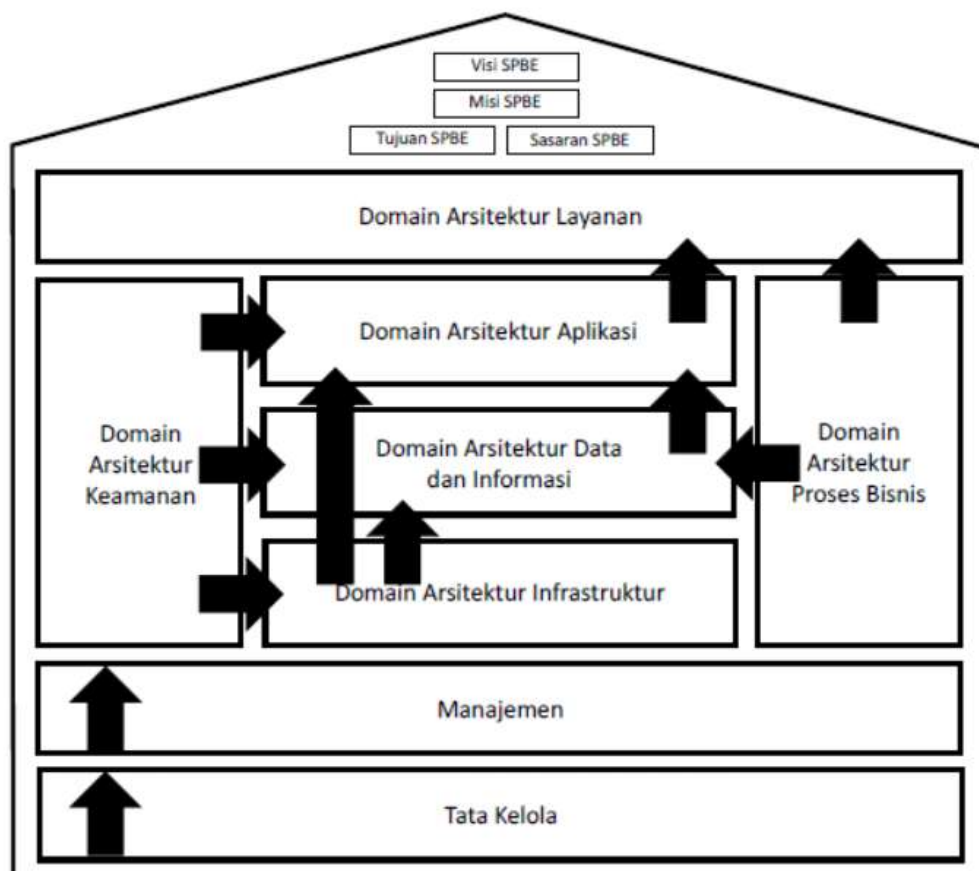 Visi SPBE
Misi SPBE
Tujuan SPBE
Sasaran SPBE
Domain Arsitektur Layanan
Domain Arsitektur Aplikasi
Domain
Arsitektur
Keamanan
Domain Arsitektur Data
dan Informasi
Domain
Arsitektur
Proses Bisnis
Domain Arsitektur Infrastruktur
Manajemen
Tata Kelola